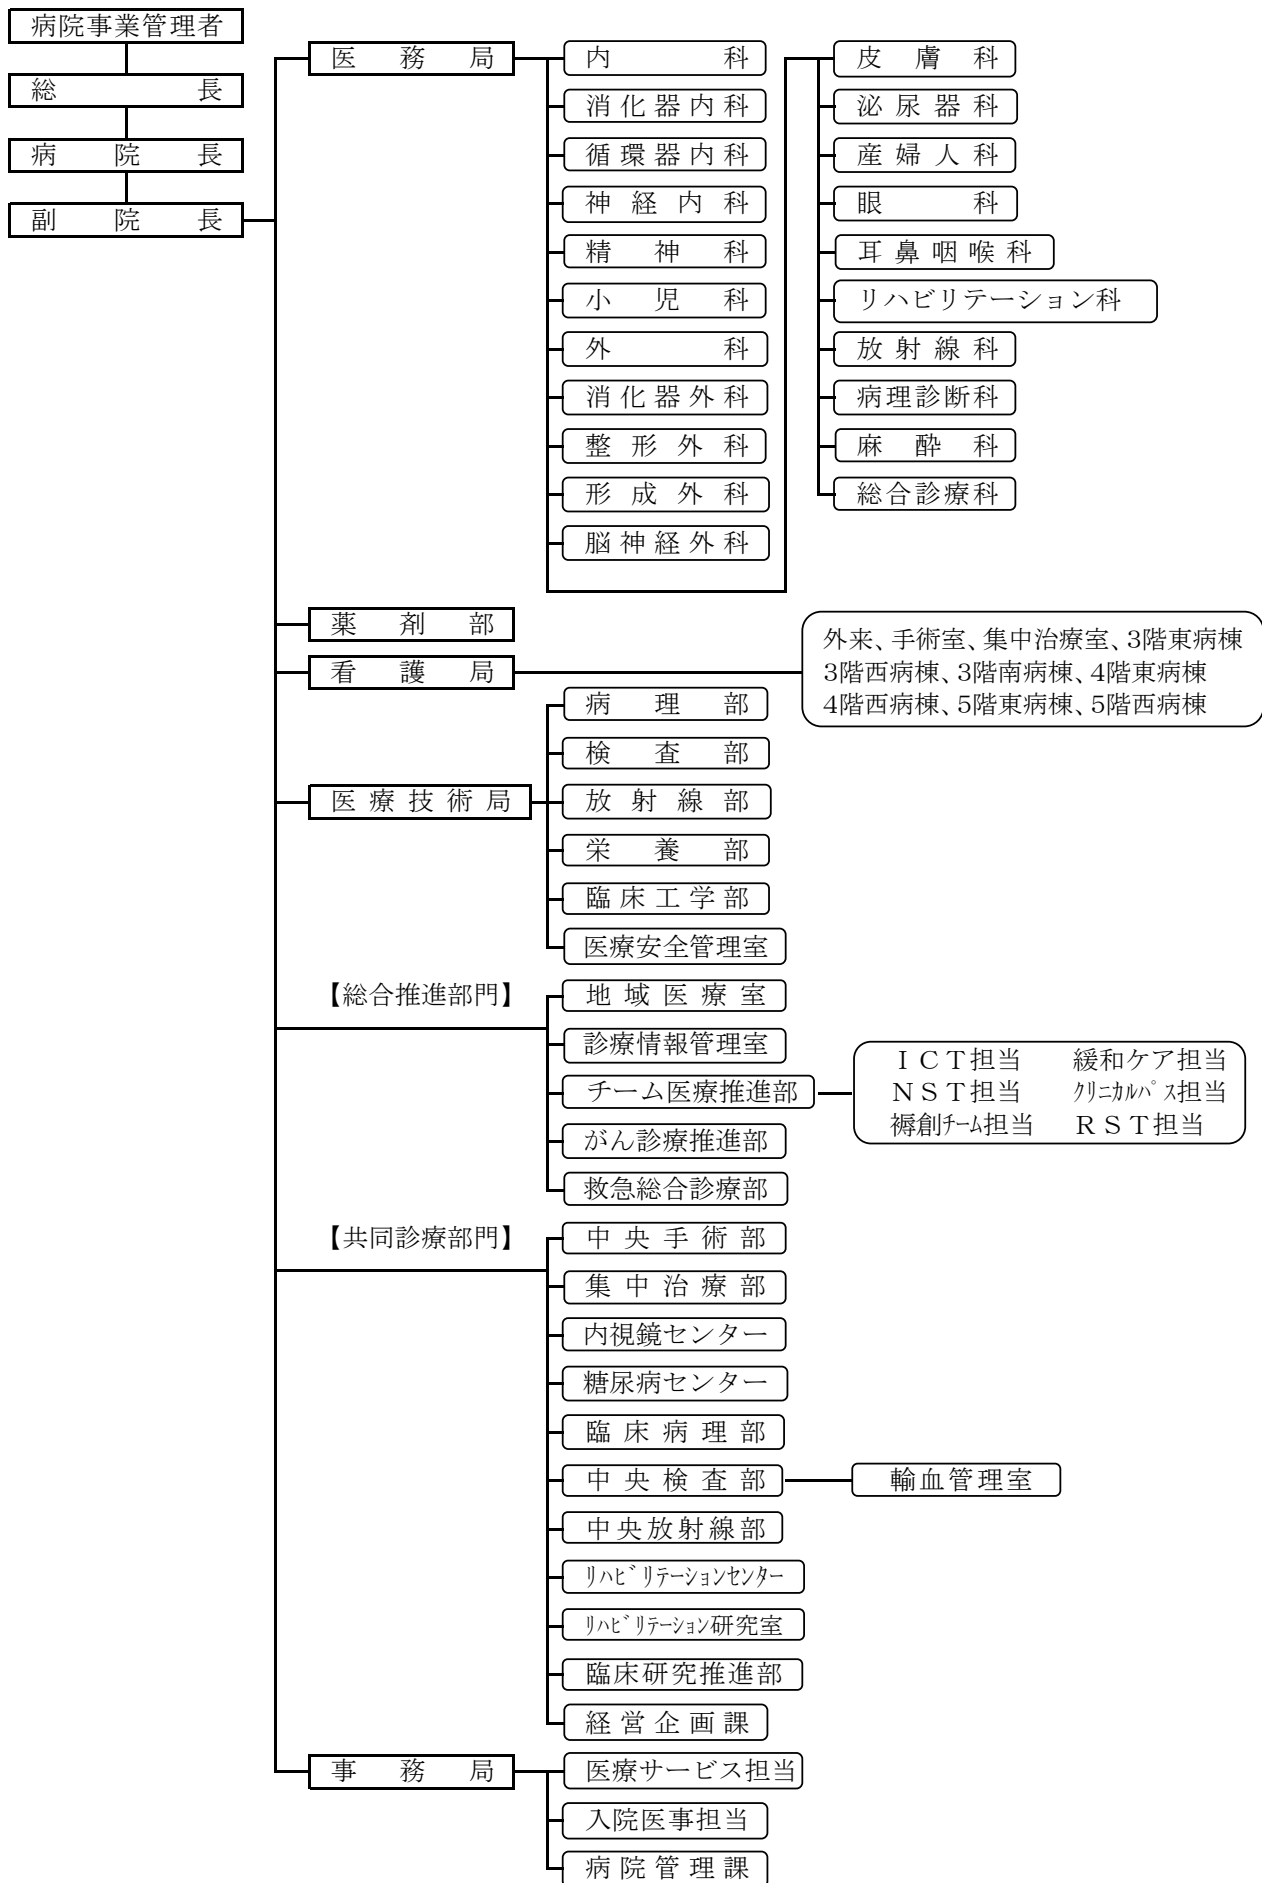 病院事業管理者
総長
病院長
副院長
医務局
内科
消化器内科
循環器内科
神経内科
精神科
小児科
外科
消化器外科
整形外科
形成外科
脳神経外科
皮膚科
泌尿器科
産婦人科
眼科
耳鼻咽喉科
リハビリテーション科
放射線科
病理診断科
麻酔科
総合診療科
薬剤部
看護局
外来、手術室、集中治療室、3階東病棟
3階西病棟、3階南病棟、4階東病棟
4階西病棟、5階東病棟、5階西病棟
医療技術局
病理部
検査部
放射線部
栄養部
臨床工学部
医療安全管理室
【総合推進部門】
地域医療室
診療情報管理室
チーム医療推進部
ICT担当 緩和ケア担当
NST担当 クリニカルパス担当
褥創チーム担当 RST担当
がん診療推進部
救急総合診療部
【共同診療部門】
中央手術部
集中治療部
内視鏡センター
糖尿病センター
臨床病理部
中央検査部
輸血管理室
中央放射線部
リハビリテーションセンター
リハビリテーション研究室
臨床研究推進部
経営企画課
事務局
医療サービス担当
入院医事担当
病院管理課